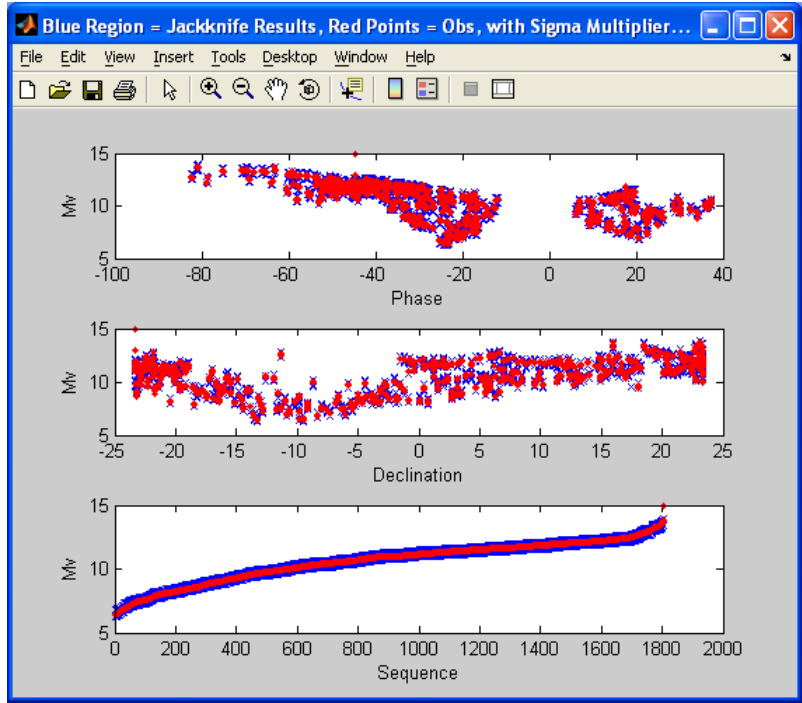 Blue Region = Jackknife Results, Red Points = Obs, with Sigma Multiplier...
File Edit View Insert Tools Desktop Window Help
15
10
5
Mv
-100 -80 -60 -40 -20 0 20 40
Phase
15
10
5
Mv
-25 -20 -15 -10 -5 0 5 10 15 20 25
Declination
15
10
5
Mv
0 200 400 600 800 1000 1200 1400 1600 1800 2000
Sequence